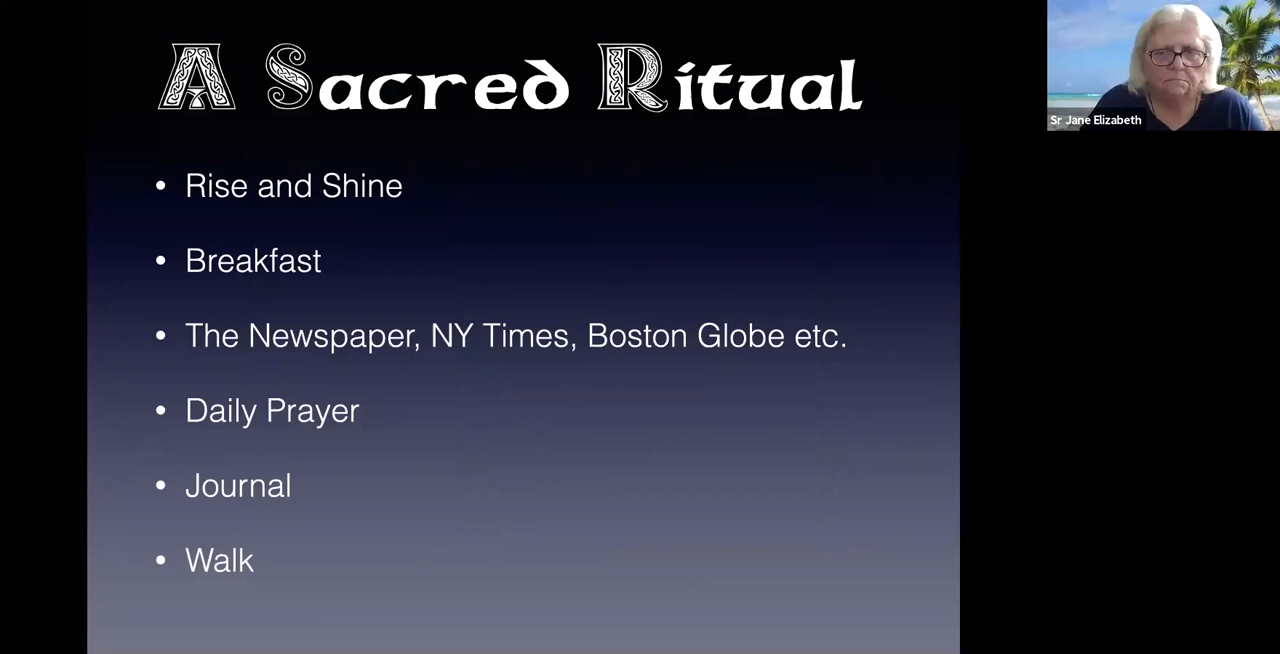 A Sacred Ritual
• Rise and Shine
• Breakfast
• The Newspaper, NY Times, Boston Globe etc.
• Daily Prayer
• Journal
• Walk
Sr Jane Elizabeth